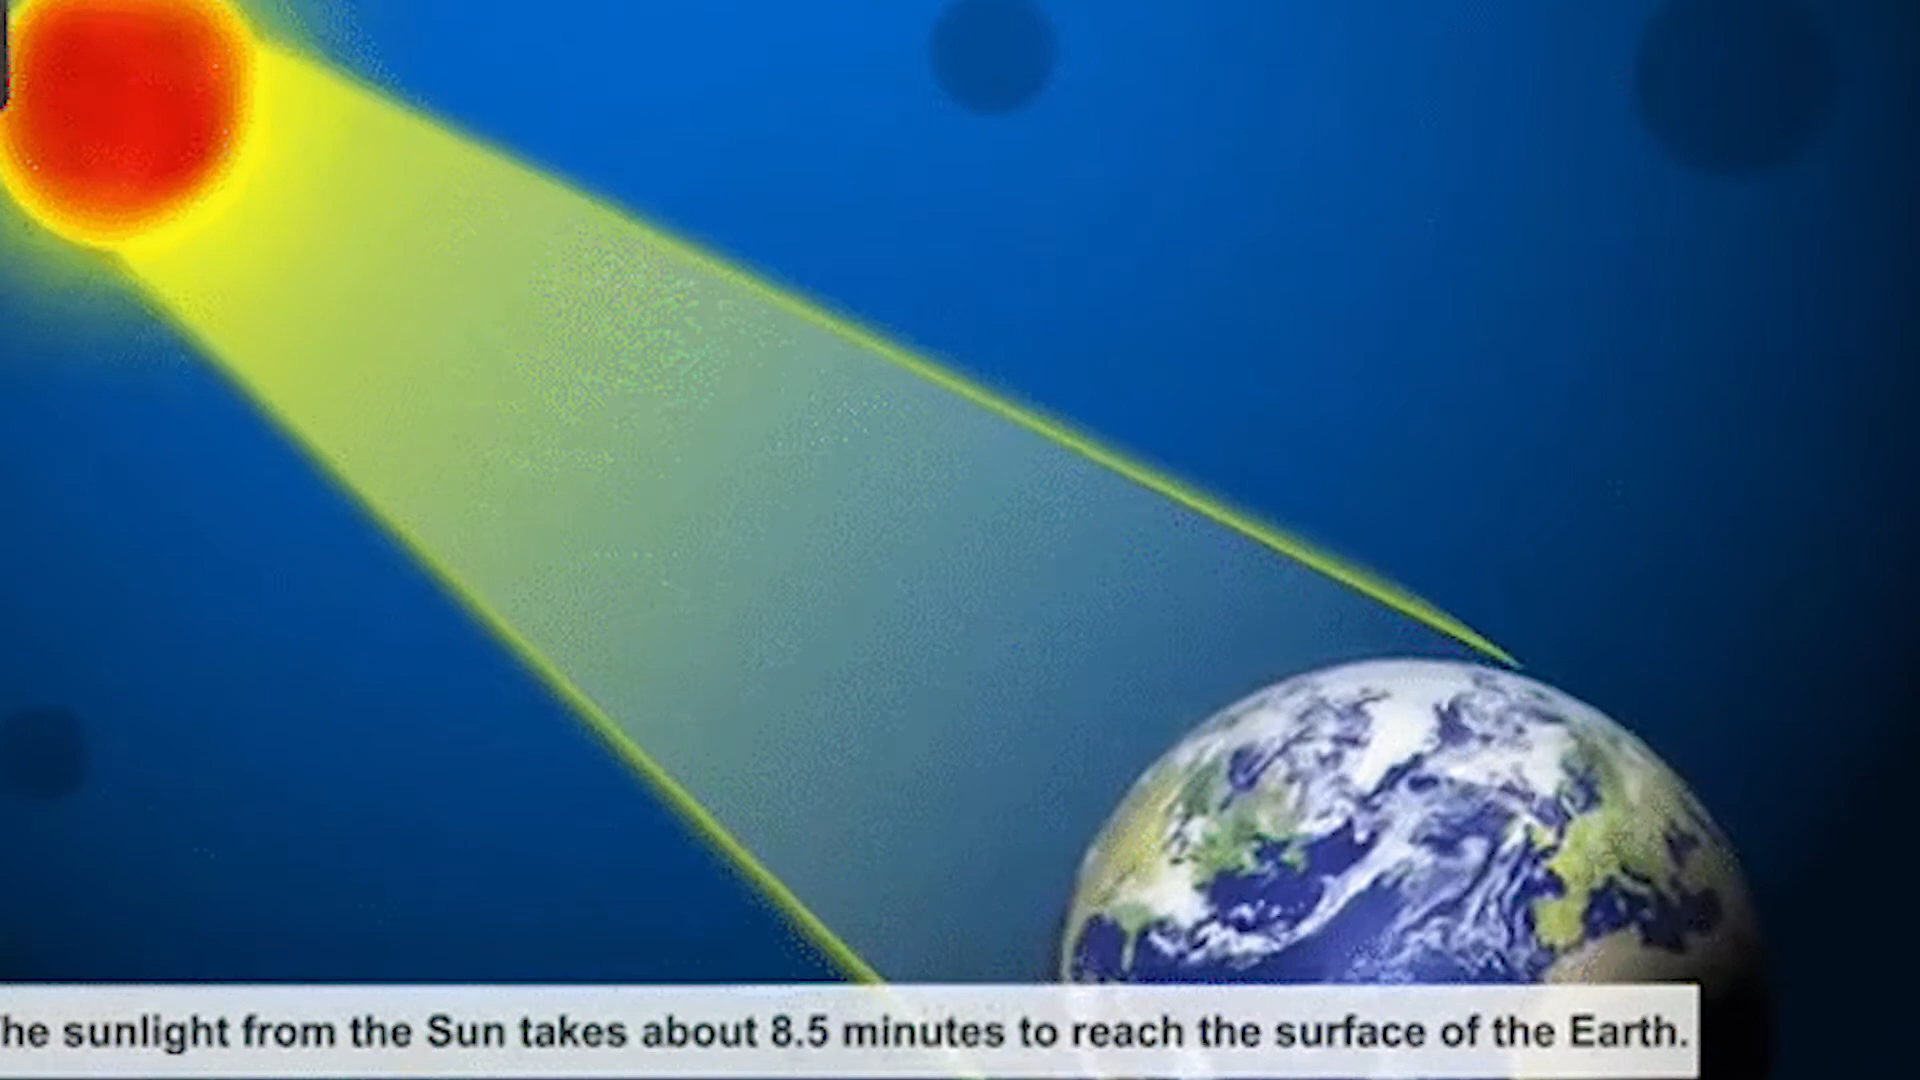 he sunlight from the Sun takes about 8.5 minutes to reach the surface of the Earth.